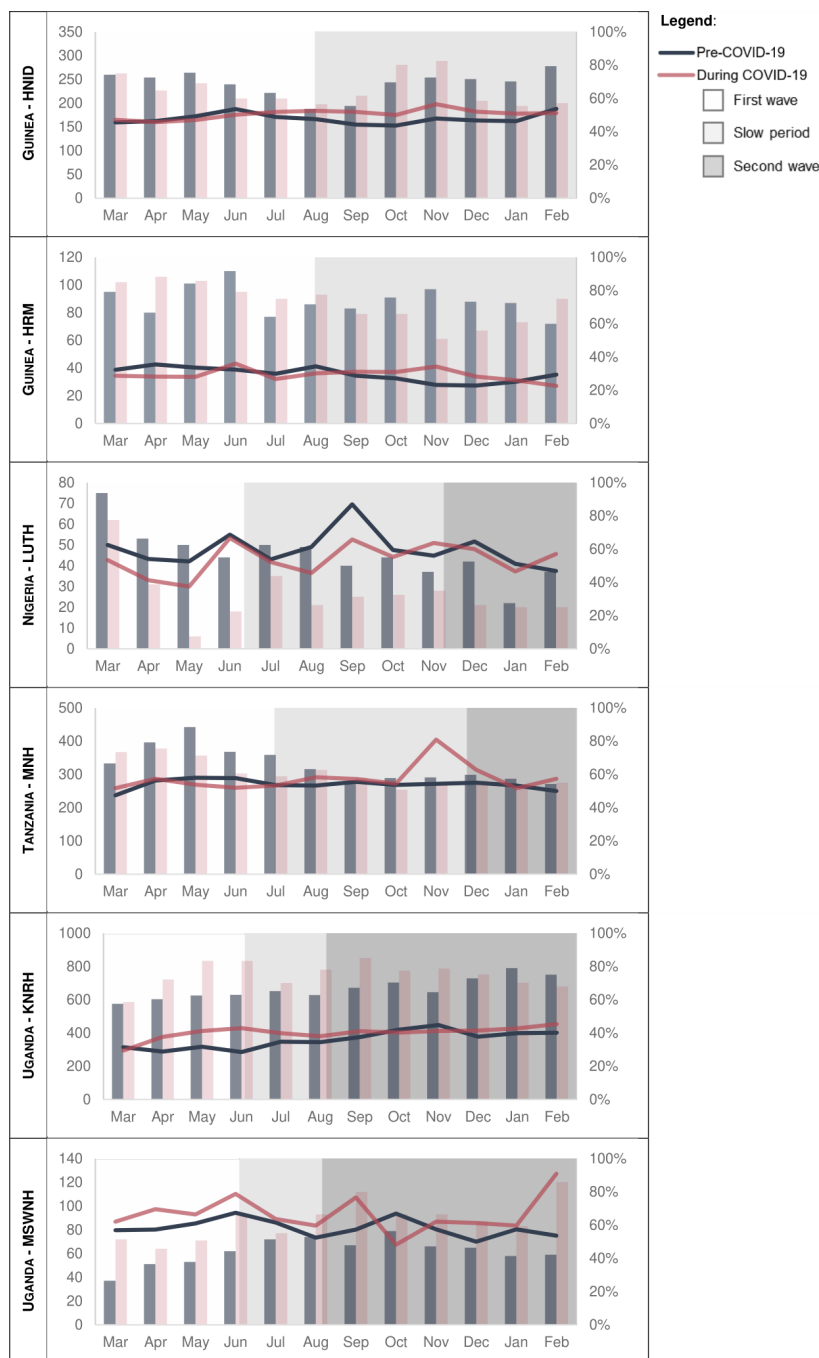 Legend:
Pre-COVID-19
During COVID-19
First wave
Slow period
Second wave
GUINEA - HNID
350 100%
300
250 80%
200 60%
150 40%
100
50 20%
0 0%
Mar Apr May Jun Jul Aug Sep Oct Nov Dec Jan Feb
GUINEA - HRM
120 100%
100 80%
80 60%
60
40 40%
20 20%
0 0%
Mar Apr May Jun Jul Aug Sep Oct Nov Dec Jan Feb
NIGERIA - LUTH
80 100%
70
60 80%
50 60%
40
30 40%
20 20%
10
0 0%
Mar Apr May Jun Jul Aug Sep Oct Nov Dec Jan Feb
TANZANIA - MNH
500 100%
400 80%
300 60%
200 40%
100 20%
0 0%
Mar Apr May Jun Jul Aug Sep Oct Nov Dec Jan Feb
UGANDA - KNRH
1000 100%
800 80%
600 60%
400 40%
200 20%
0 0%
Mar Apr May Jun Jul Aug Sep Oct Nov Dec Jan Feb
UGANDA - MSWNH
140 100%
120 80%
100
80 60%
60 40%
40
20 20%
0 0%
Mar Apr May Jun Jul Aug Sep Oct Nov Dec Jan Feb